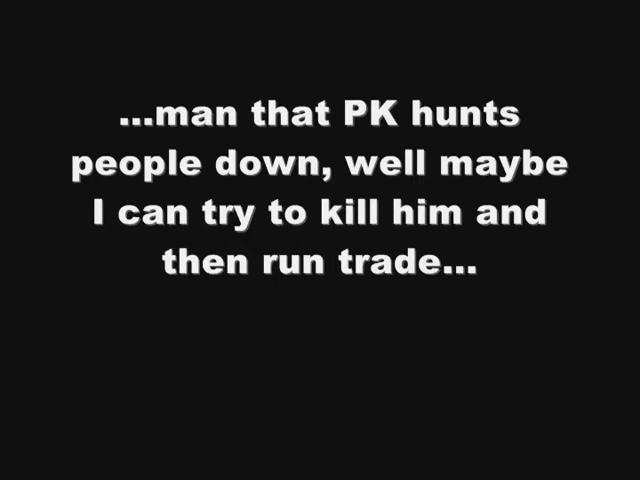 ...man that PK hunts
people down, well maybe
I can try to kill him and
then run trade...